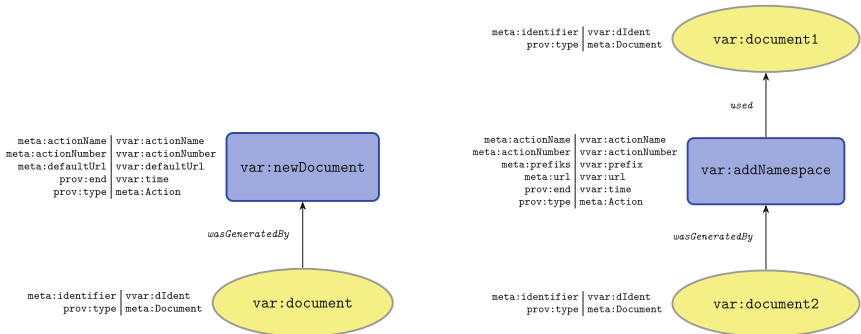 meta:actionName vvar:actionName
meta:actionNumber vvar:actionNumber
meta:defaultUrl vvar:defaultUrl
prov:end vvar:time
prov:type meta:Action
var:newDocument
wasGeneratedBy
meta:identifier vvar:dIdent
prov:type meta:Document
var:document
meta:identifier vvar:dIdent
prov:type meta:Document
var:document1
used
meta:actionName vvar:actionName
meta:actionNumber vvar:actionNumber
meta:prefiks vvar:prefix
meta:url vvar:url
prov:end vvar:time
prov:type meta:Action
var:addNamespace
wasGeneratedBy
meta:identifier vvar:dIdent
prov:type meta:Document
var:document2